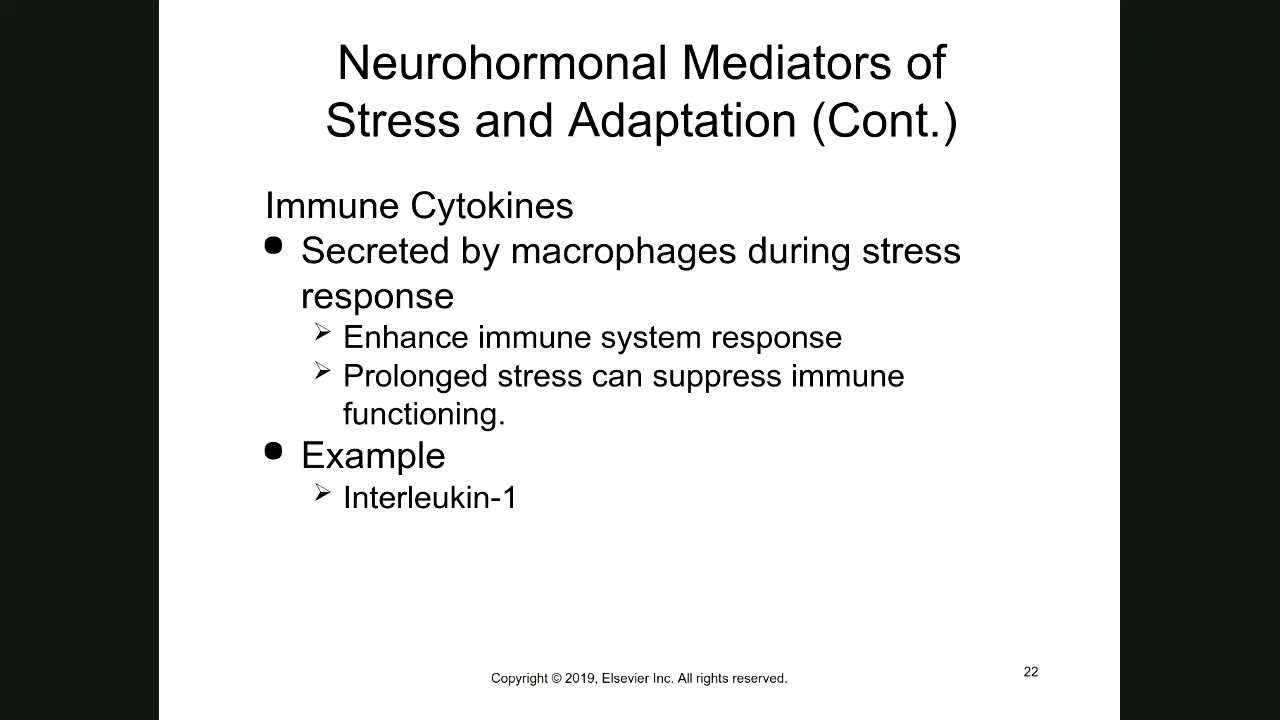 Neurohormonal Mediators of
Stress and Adaptation (Cont.)
Immune Cytokines
Secreted by macrophages during stress
response
Enhance immune system response
Prolonged stress can suppress immune
functioning.
Example
Interleukin-1
Copyright © 2019, Elsevier Inc. All rights reserved.
22